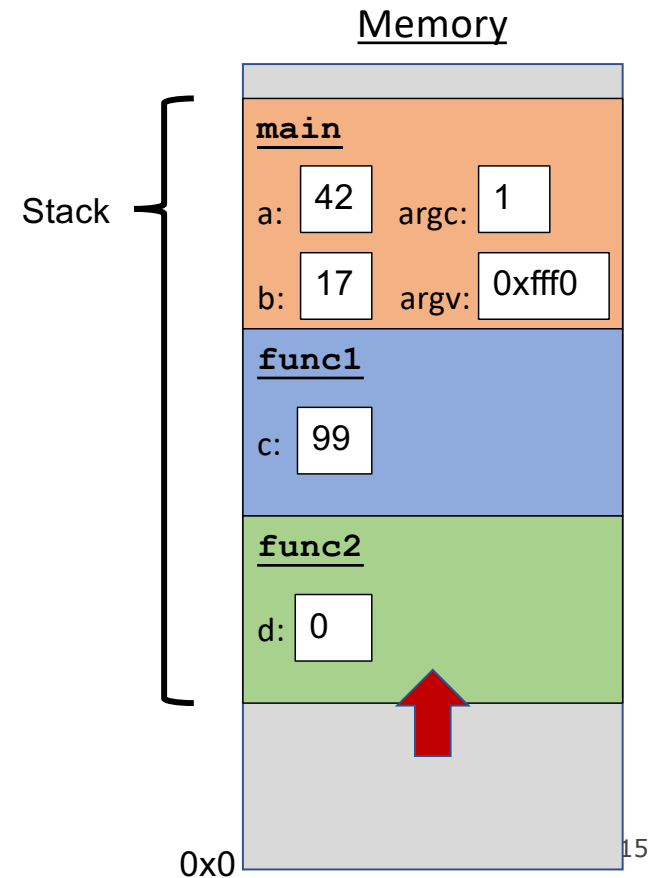 Memory
Stack
main
a: 42 argc: 1
b: 17 argv: 0xfff0
func1
c: 99
func2
d: 0
0x0
15